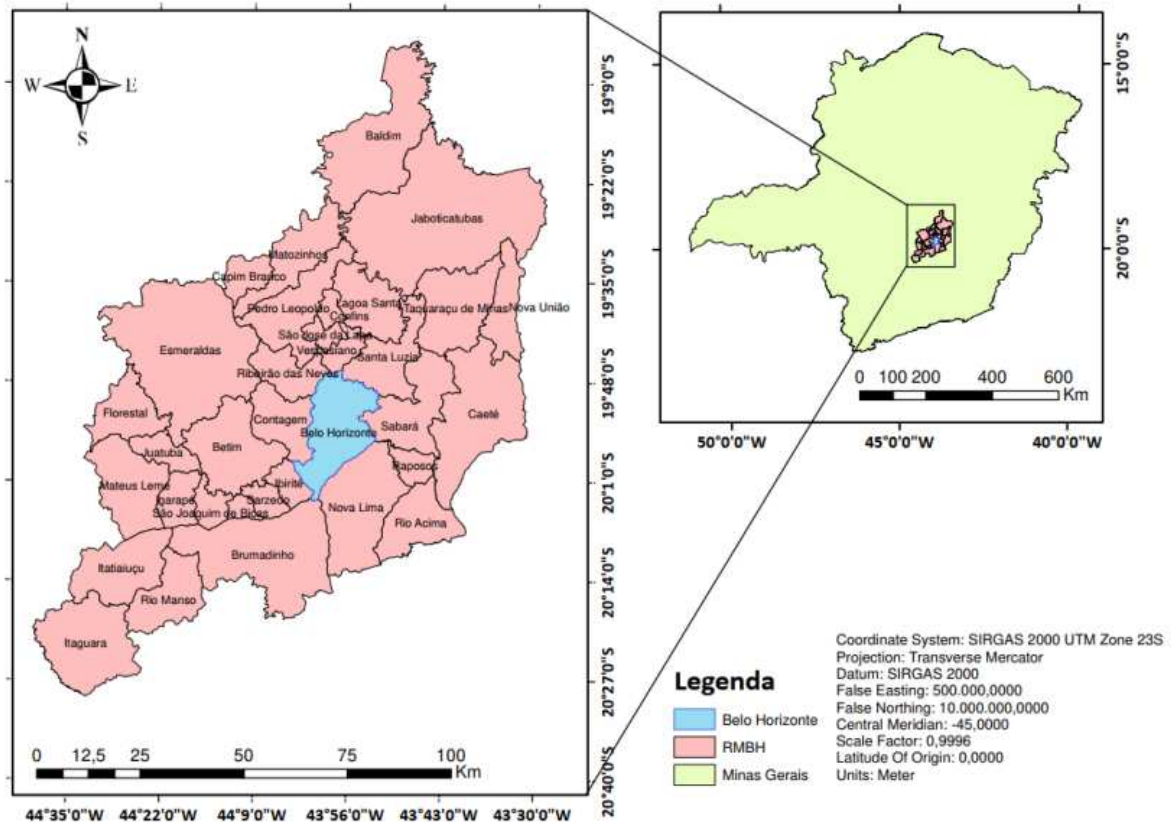 N
W E
S
Baldim
Jaboticatubas
Matozinhos
Capim Branco
Pedro Leopoldo
Lagoa Santa
Confins
Taquaraçu de Minas
Nova União
São José da Lapa
Vespasiano
Santa Luzia
Esmeraldas
Ribeirão das Neves
Florestal
Contagem
Belo Horizonte
Sabará
Caeté
Juatuba
Betim
Raposos
Mateus Leme
Igarapé
Ibirité
Sarzedo
São Joaquim de Bicas
Nova Lima
Rio Acima
Brumadinho
Itatiaiuçu
Rio Manso
Itaguara
0 12,5 25 50 75 100
Km
44°35'0"W 44°22'0"W 44°9'0"W 43°56'0"W 43°43'0"W 43°30'0"W
19°9'0"S
19°22'0"S
19°35'0"S
19°48'0"S
20°1'0"S
20°14'0"S
20°27'0"S
20°40'0"S
15°0'0"S
20°0'0"S
0 100 200 400 600
Km
50°0'0"W 45°0'0"W 40°0'0"W
Legenda
Belo Horizonte
RMBH
Minas Gerais
Coordinate System: SIRGAS 2000 UTM Zone 23S
Projection: Transverse Mercator
Datum: SIRGAS 2000
False Easting: 500.000,0000
False Northing: 10.000.000,0000
Central Meridian: -45,0000
Scale Factor: 0,9996
Latitude Of Origin: 0,0000
Units: Meter